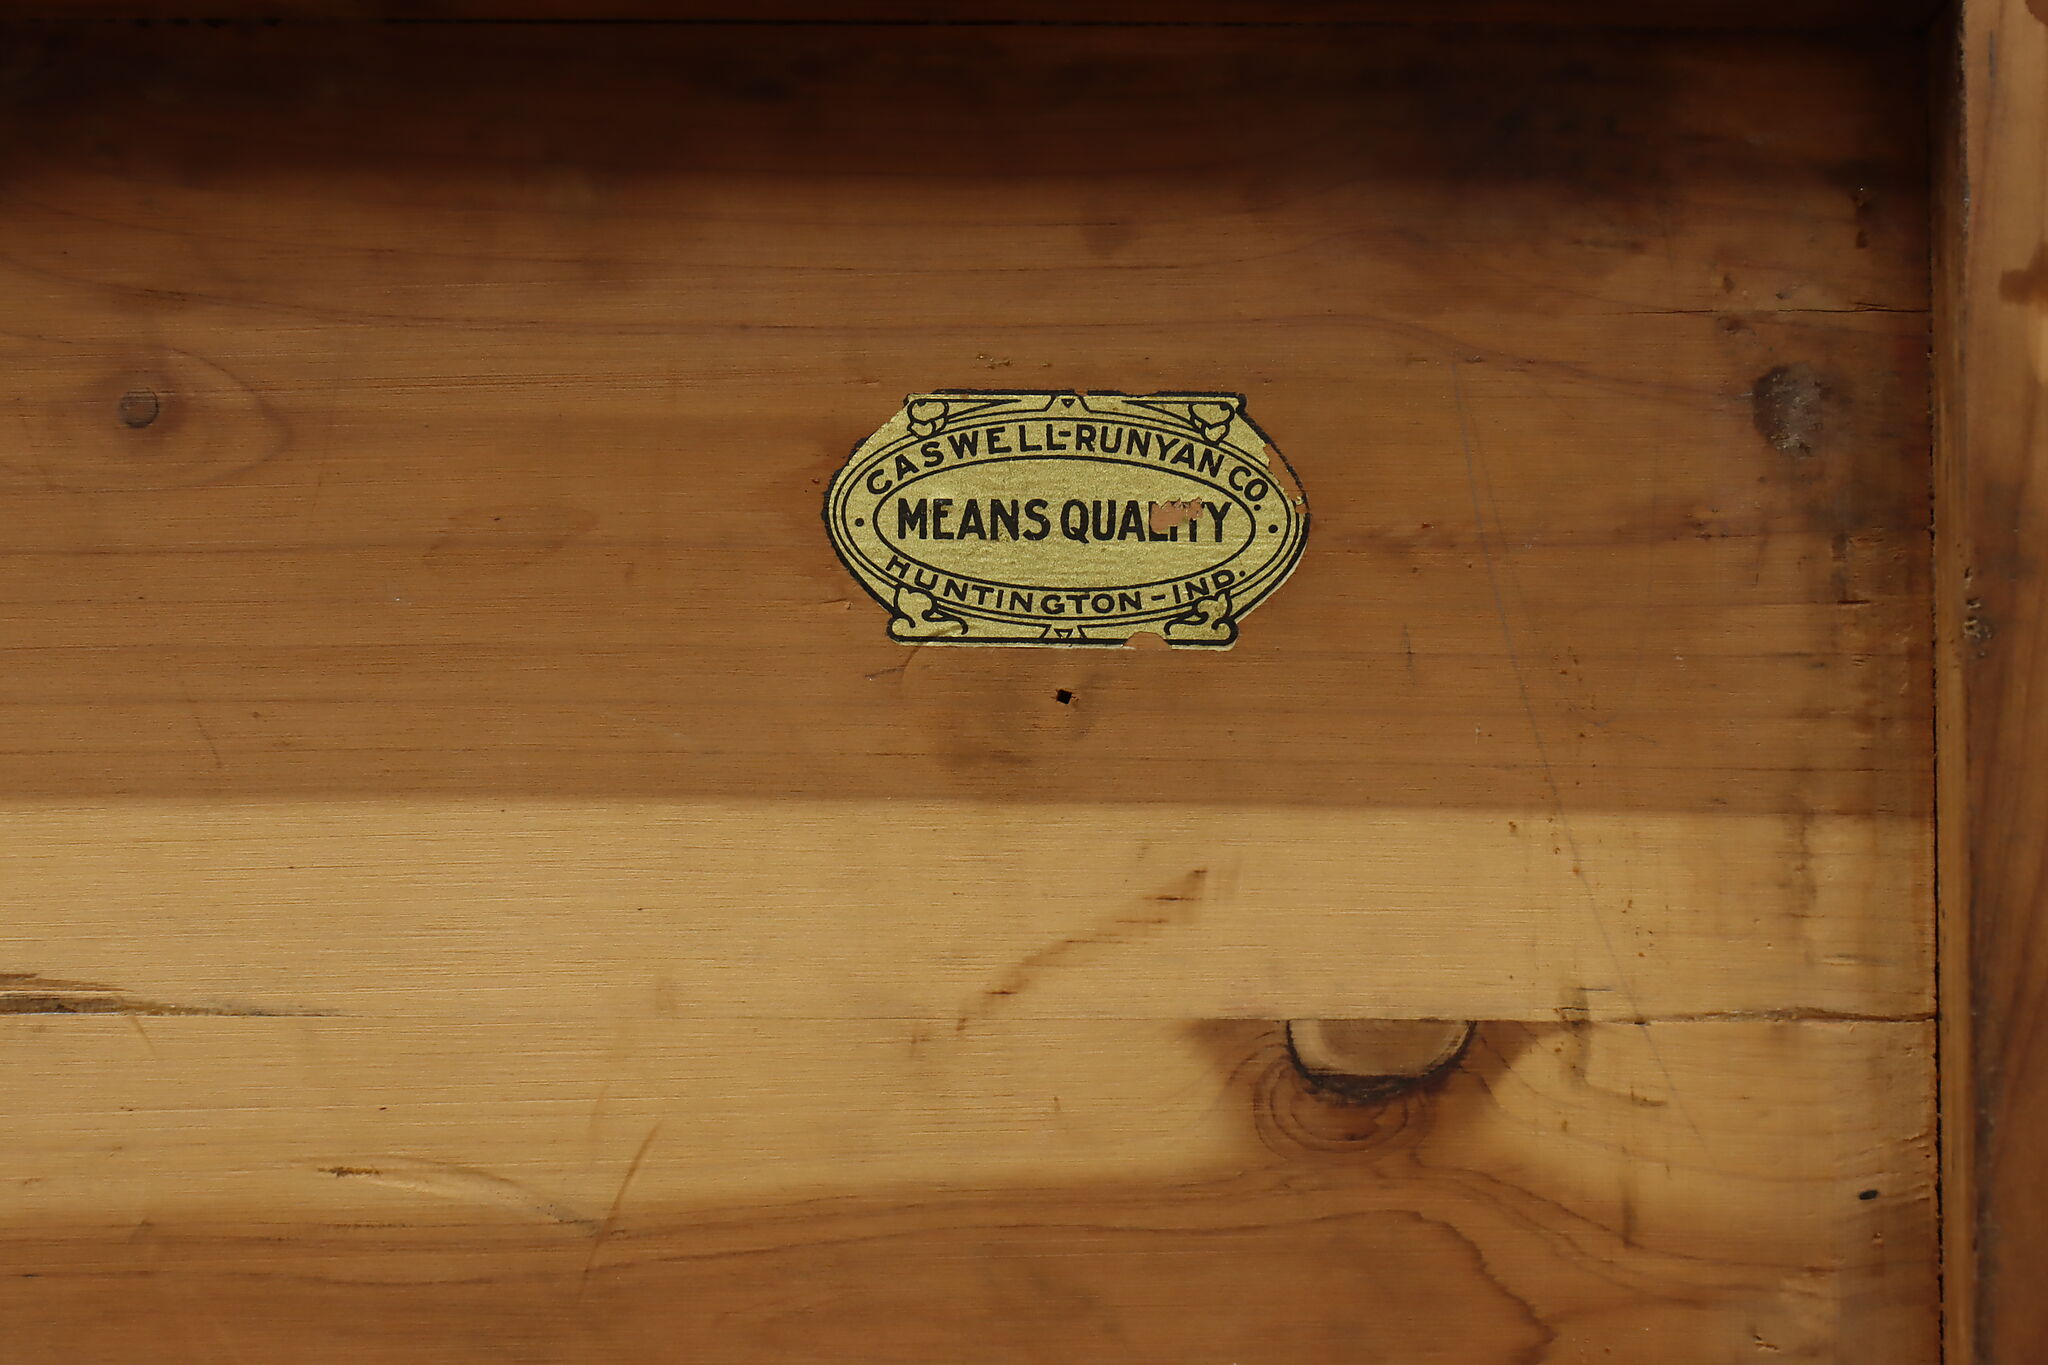 CASWELL-RUNYAN CO.
MEANS QUALITY
HUNTINGTON-IND.